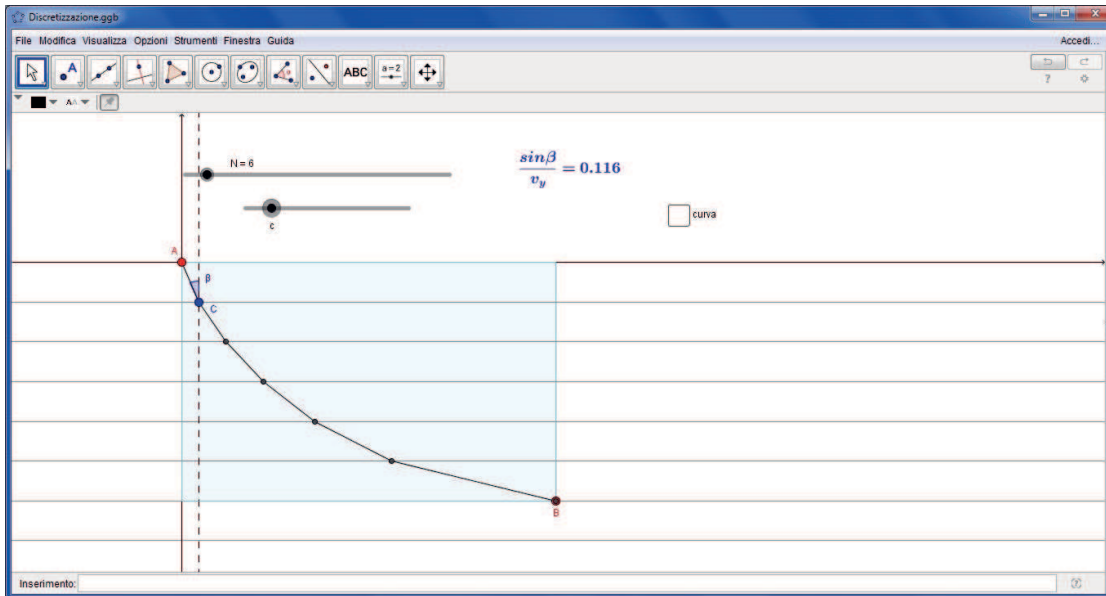 Discretizzazione.ggb
File Modifica Visualizza Opzioni Strumenti Finestra Guida Accedi...
A ABC a=2
AA ?
N = 6
sinβ / v_y = 0.116
c
curva
A
β
C
B
Inserimento: